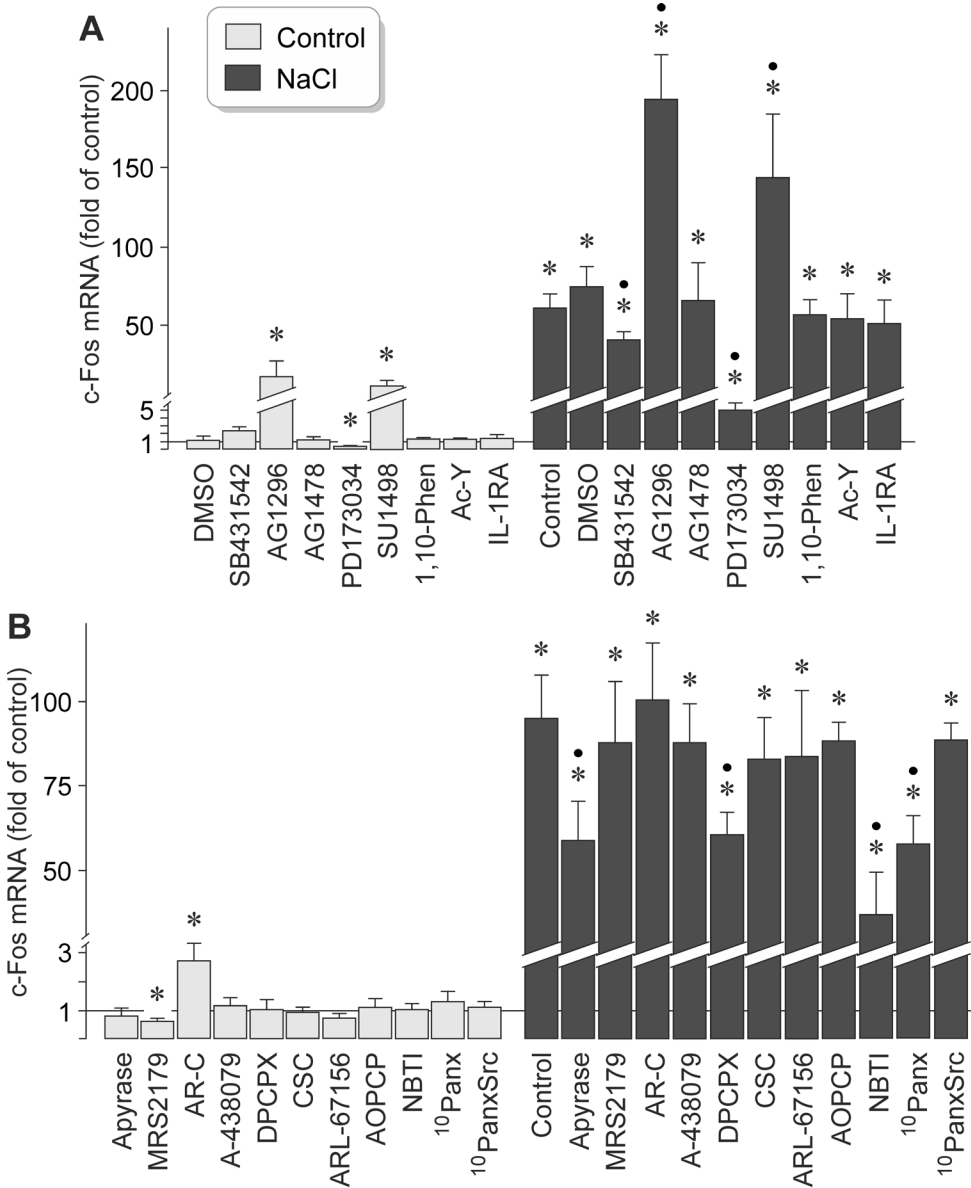 A
Control
NaCl
c-Fos mRNA (fold of control)
200
150
100
50
5
1
* * * *
* * * * * * * * * *
• • • •
DMSO
SB431542
AG1296
AG1478
PD173034
SU1498
1,10-Phen
Ac-Y
IL-1RA
Control
DMSO
SB431542
AG1296
AG1478
PD173034
SU1498
1,10-Phen
Ac-Y
IL-1RA
B
c-Fos mRNA (fold of control)
100
75
50
3
1
* *
* * * * * * * * * * * *
• • • •
Apyrase
MRS2179
AR-C
A-438079
DPCPX
CSC
ARL-67156
AOPCP
NBTI
¹⁰Panx
¹⁰PanxSrc
Control
Apyrase
MRS2179
AR-C
A-438079
DPCPX
CSC
ARL-67156
AOPCP
NBTI
¹⁰Panx
¹⁰PanxSrc